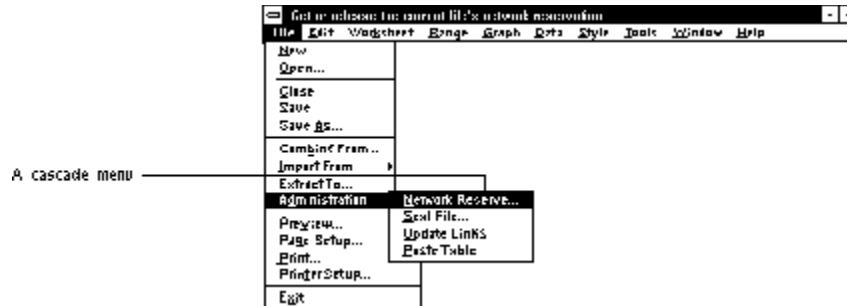 Get or release the current file's network reservation
File Edit Worksheet Range Graph Data Style Tools Window Help
New
Open...
Close
Save
Save As...
Combine From...
Import From
Extract To...
A cascade menu
Administration
Network Reserve...
Seal File...
Update Links
Paste Table
Preview...
Page Setup...
Print...
Printer Setup...
Exit